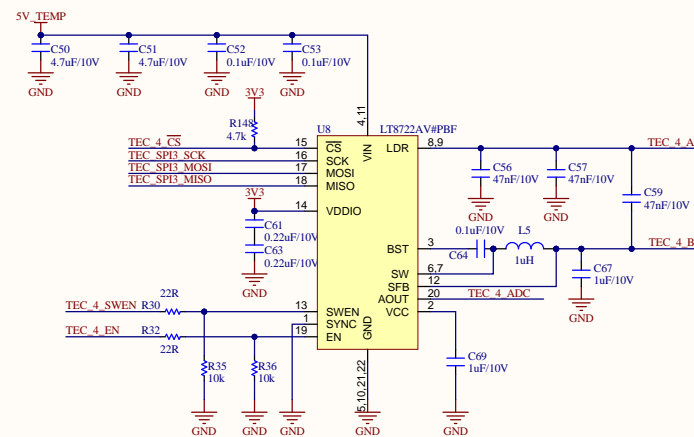 5V_TEMP
C50
4.7uF/10V
C51
4.7uF/10V
C52
0.1uF/10V
C53
0.1uF/10V
GND
GND
GND
GND
3V3
R148
4.7k
4,11
U8
LT8722AV#PBF
TEC_4_CS
15
CS
VIN
LDR
8,9
TEC_4_A
TEC_SPI3_SCK
16
SCK
TEC_SPI3_MOSI
17
MOSI
TEC_SPI3_MISO
18
MISO
C56
47nF/10V
C57
47nF/10V
C59
47nF/10V
3V3
14
VDDIO
GND
GND
C61
0.22uF/10V
C63
0.22uF/10V
GND
0.1uF/10V
C64
L5
1uH
BST
3
TEC_4_B
SW
6,7
SFB
12
C67
1uF/10V
AOUT
20
TEC_4_ADC
GND
TEC_4_SWEN
R30
22R
13
SWEN
VCC
2
1
SYNC
TEC_4_EN
R32
22R
19
EN
GND
R35
10k
R36
10k
C69
1uF/10V
5,10,21,22
GND
GND
GND
GND
GND